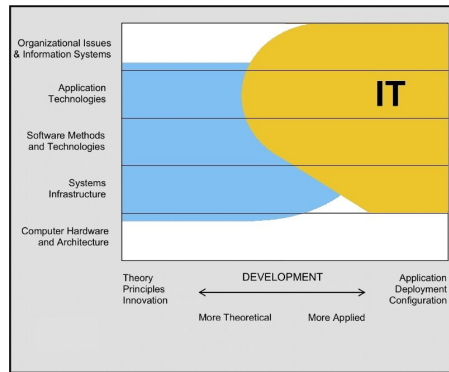 Organizational Issues
& Information Systems
Application
Technologies
IT
Software Methods
and Technologies
Systems
Infrastructure
Computer Hardware
and Architecture
Theory
Principles
Innovation
DEVELOPMENT
Application
Deployment
Configuration
More Theoretical
More Applied